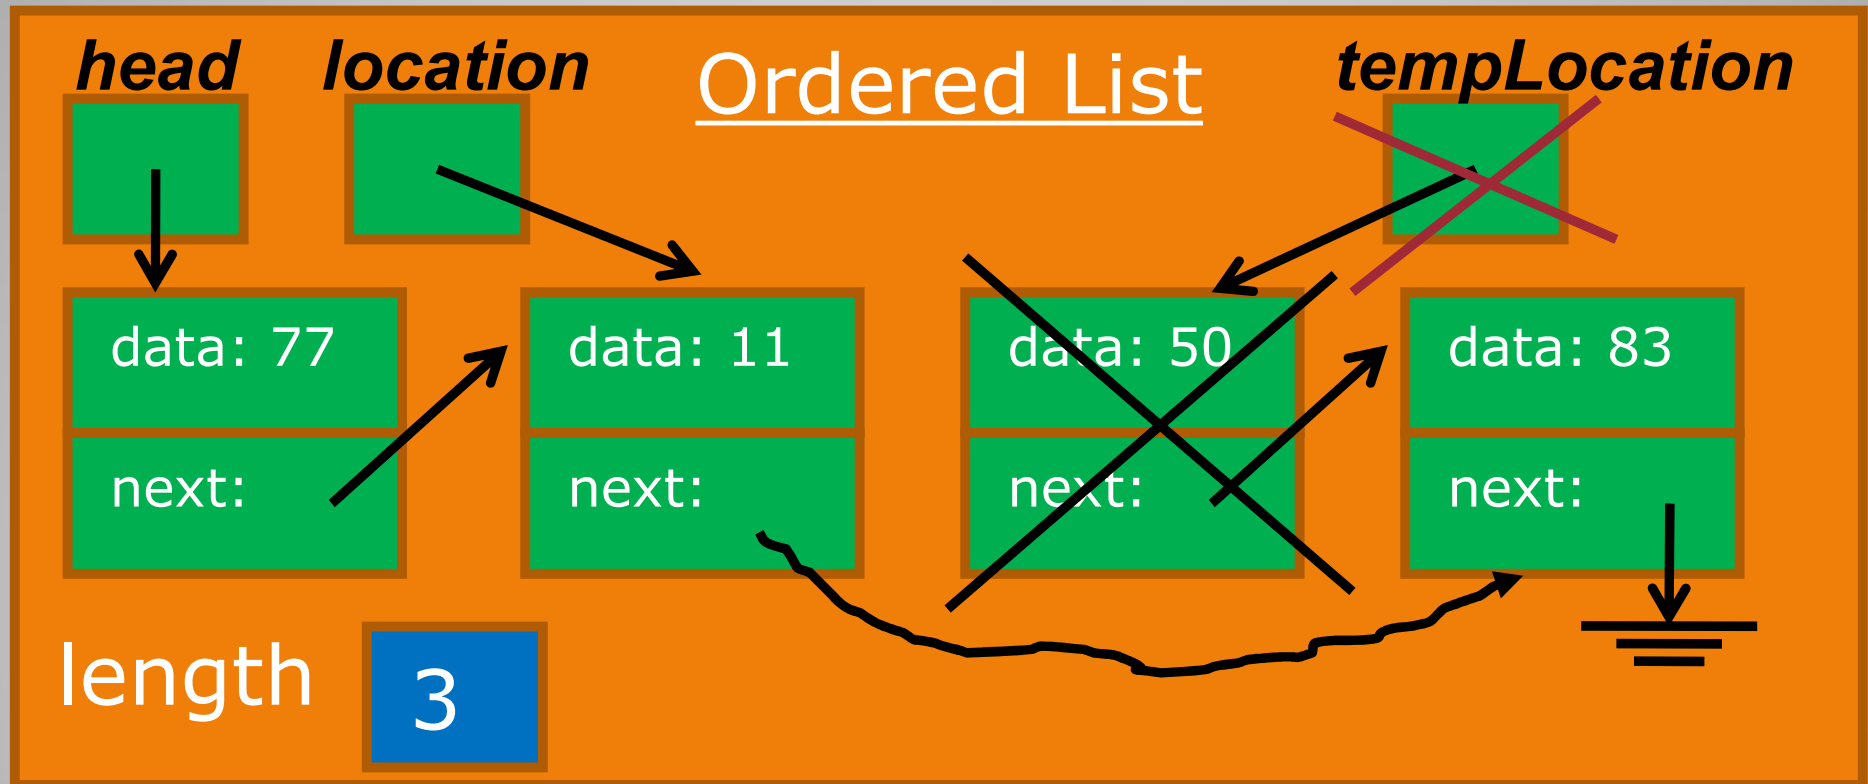 head location Ordered List tempLocation
data: 77 data: 11 data: 50 data: 83
next: next: next: next:
length 3